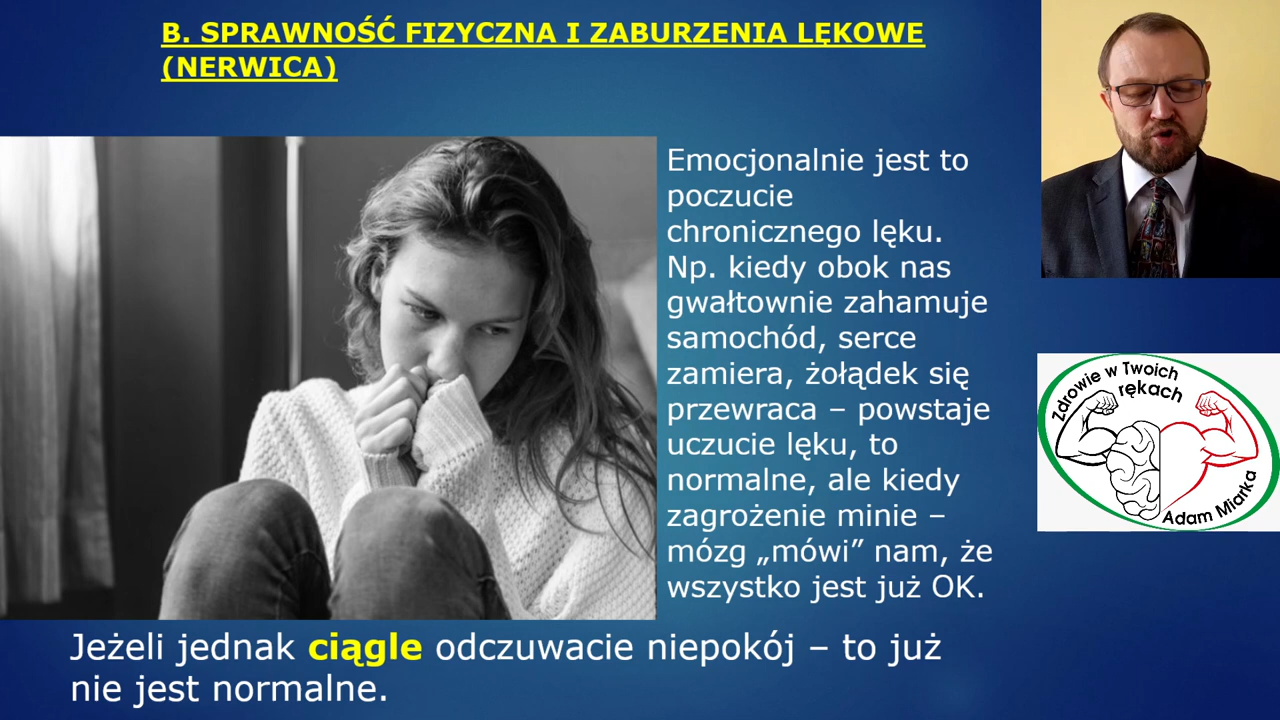 B. SPRAWNOŚĆ FIZYCZNA I ZABURZENIA LĘKOWE
(NERWICA)
Emocjonalnie jest to
poczucie
chronicznego lęku.
Np. kiedy obok nas
gwałtownie zahamuje
samochód, serce
zamiera, żołądek się
przewraca – powstaje
uczucie lęku, to
normalne, ale kiedy
zagrożenie minie –
mózg „mówi” nam, że
wszystko jest już OK.
Jeżeli jednak ciągle odczuwacie niepokój – to już
nie jest normalne.
Zdrowie w Twoich
rękach
Adam Miarka